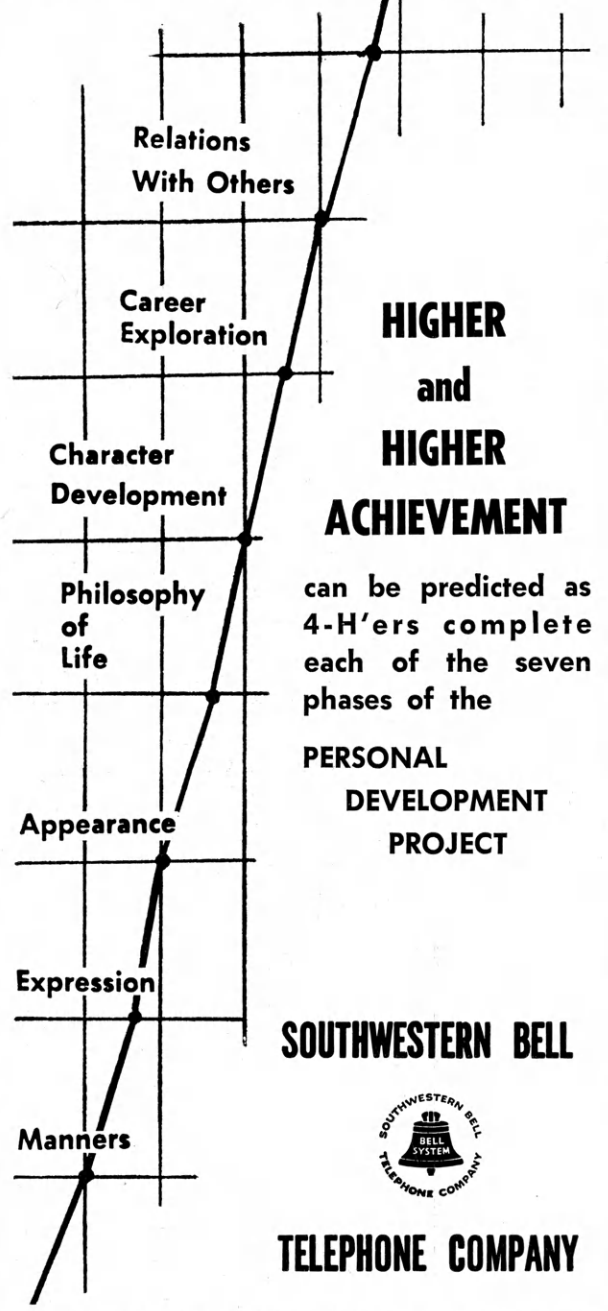 Relations
With Others
Career
Exploration
Character
Development
Philosophy
of
Life
Appearance
Expression
Manners
HIGHER
and
HIGHER
ACHIEVEMENT
can be predicted as
4-H'ers complete
each of the seven
phases of the
PERSONAL
DEVELOPMENT
PROJECT
SOUTHWESTERN BELL
SOUTHWESTERN BELL
TELEPHONE COMPANY
BELL
SYSTEM
TELEPHONE COMPANY